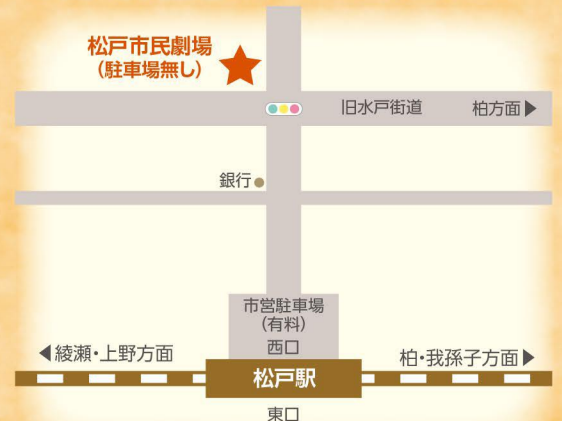 松戸市民劇場
(駐車場無し)
旧水戸街道
柏方面▶
銀行
市営駐車場
(有料)
西口
◀綾瀬・上野方面
柏・我孫子方面▶
松戸駅
東口